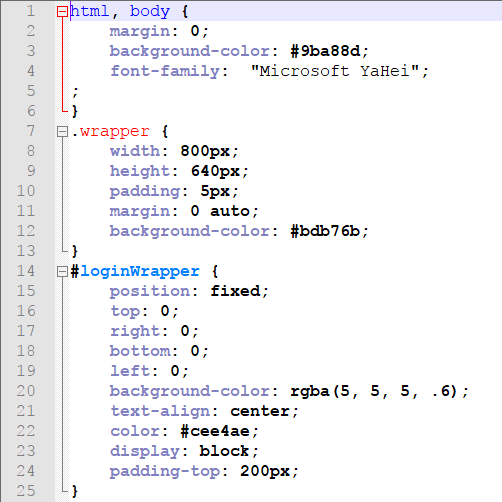 1 html, body {
2     margin: 0;
3     background-color: #9ba88d;
4     font-family:  "Microsoft YaHei";
5 ;
6 }
7 .wrapper {
8     width: 800px;
9     height: 640px;
10     padding: 5px;
11     margin: 0 auto;
12     background-color: #bdb76b;
13 }
14 #loginWrapper {
15     position: fixed;
16     top: 0;
17     right: 0;
18     bottom: 0;
19     left: 0;
20     background-color: rgba(5, 5, 5, .6);
21     text-align: center;
22     color: #cee4ae;
23     display: block;
24     padding-top: 200px;
25 }